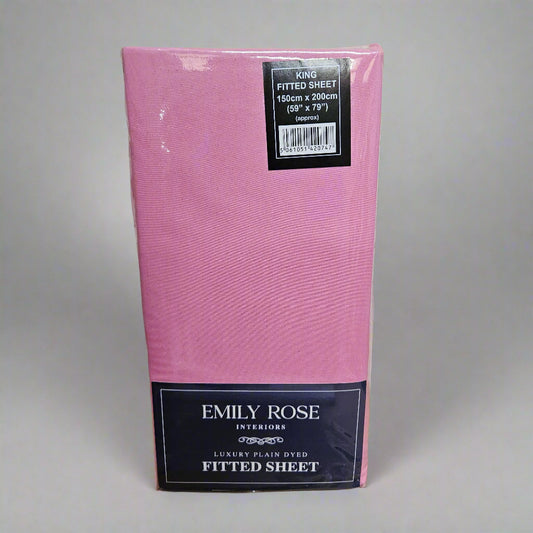 KING
FITTED SHEET
150cm x 200cm
(59" x 79")
(approx)
5 061051 420747
EMILY ROSE
INTERIORS
LUXURY PLAIN DYED
FITTED SHEET